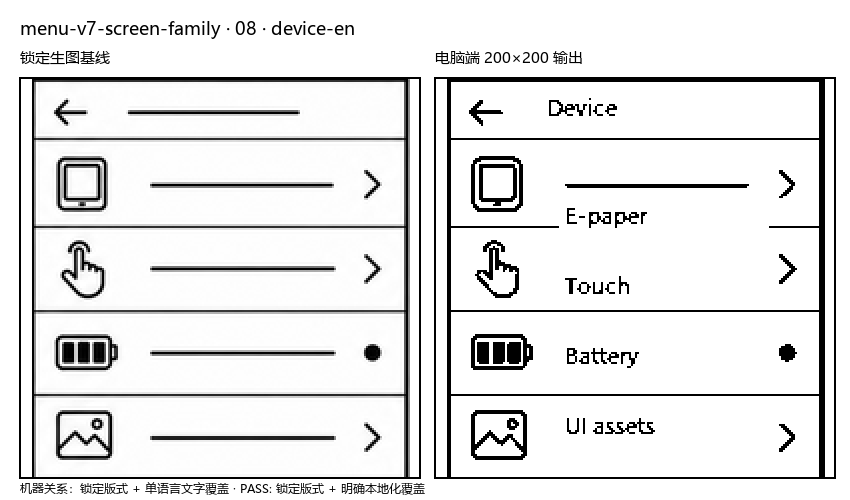 menu-v7-screen-family · 08 · device-en
锁定生图基线
电脑端 200×200 输出
Device
E-paper
Touch
Battery
UI assets
机器关系：锁定版式 + 单语言文字覆盖 · PASS: 锁定版式 + 明确本地化覆盖